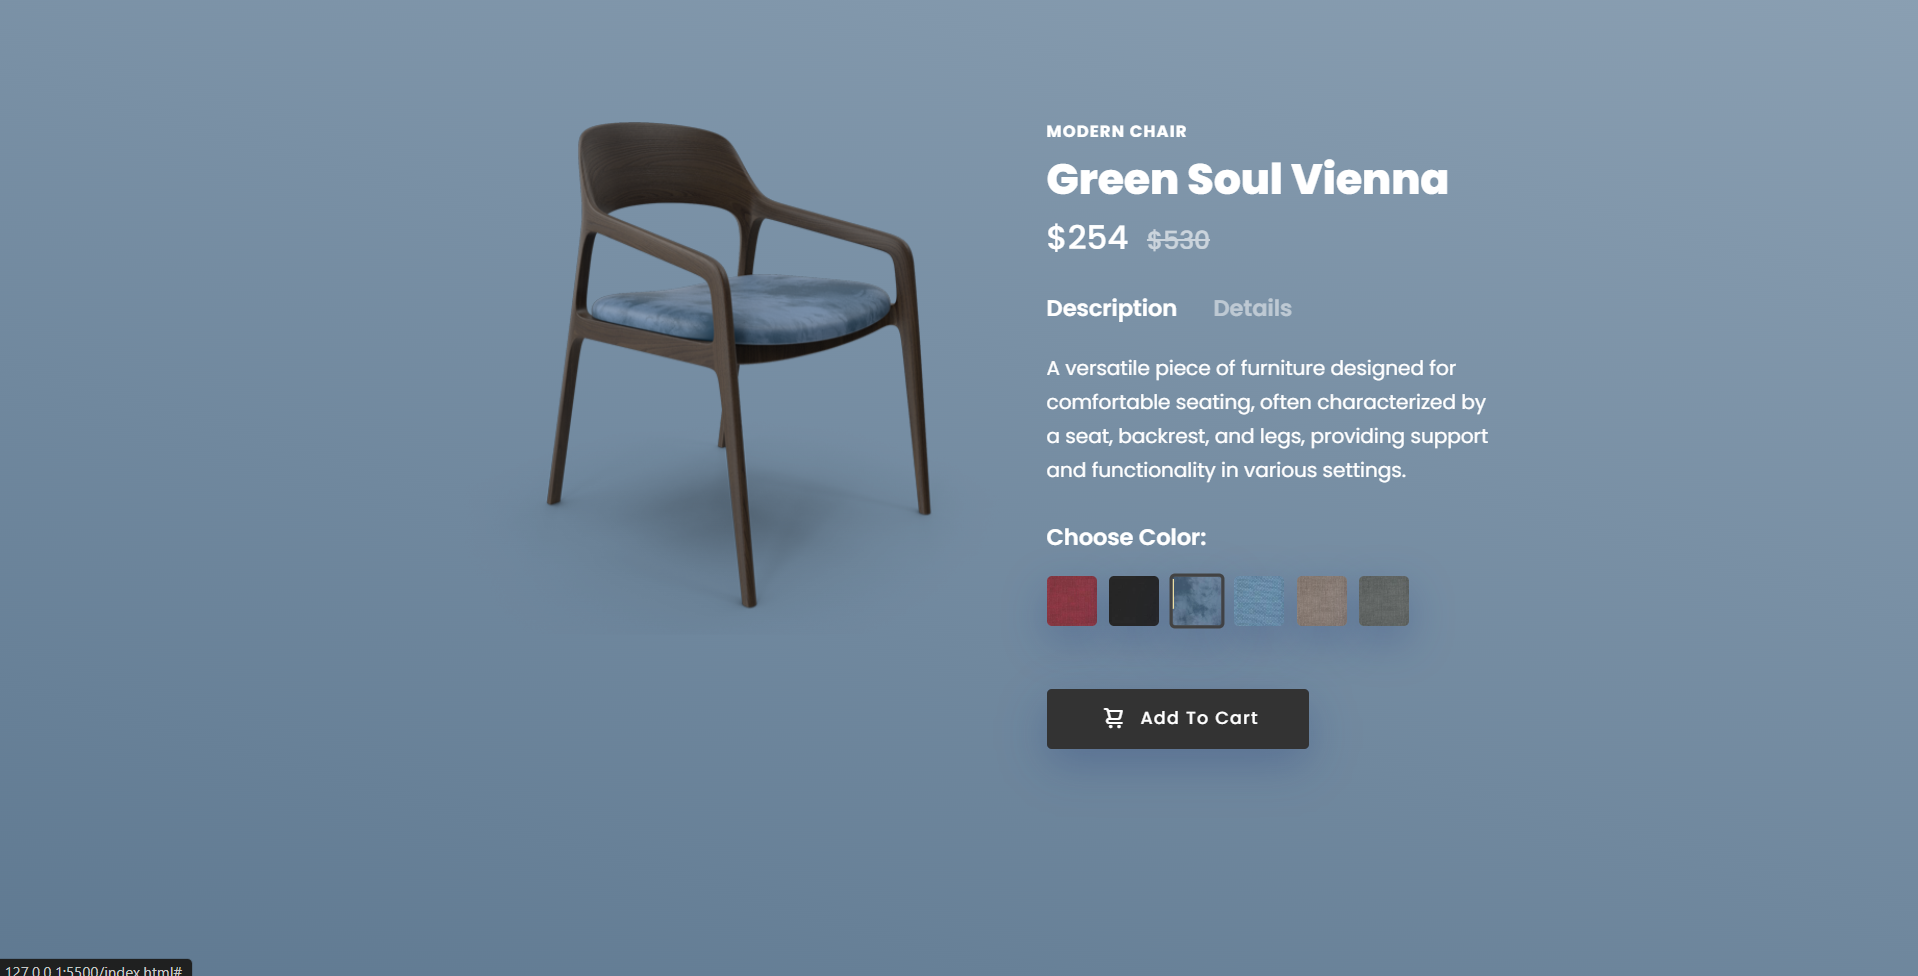 MODERN CHAIR
Green Soul Vienna
$254 $530
Description Details
A versatile piece of furniture designed for
comfortable seating, often characterized by
a seat, backrest, and legs, providing support
and functionality in various settings.
Choose Color:
Add To Cart
127.0.0.1:5500/index.html#